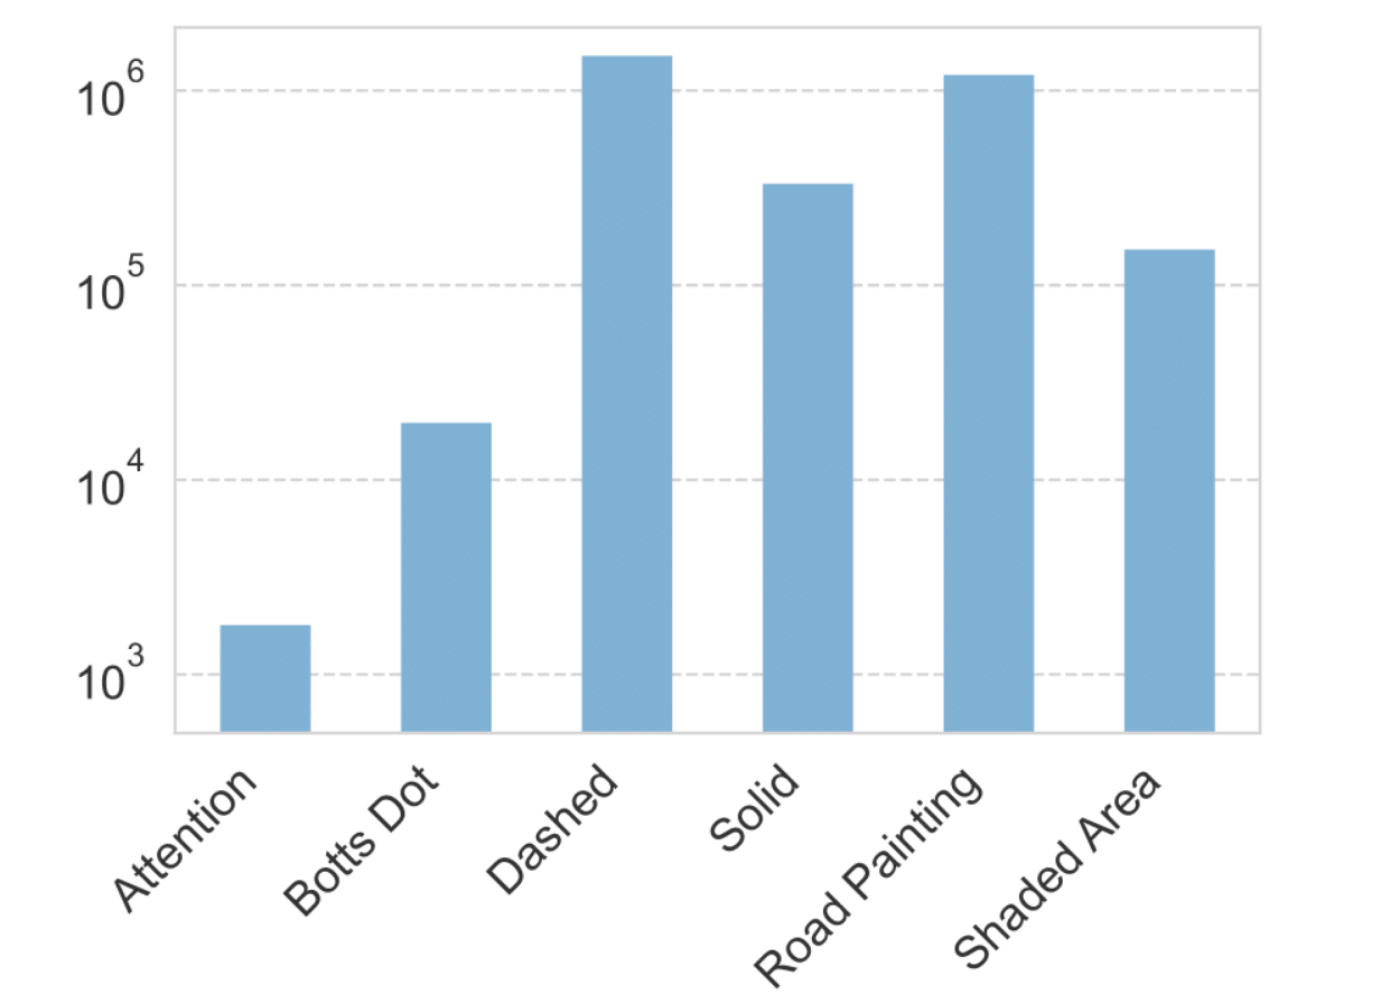 10^6
10^5
10^4
10^3
Attention
Botts Dot
Dashed
Solid
Road Painting
Shaded Area